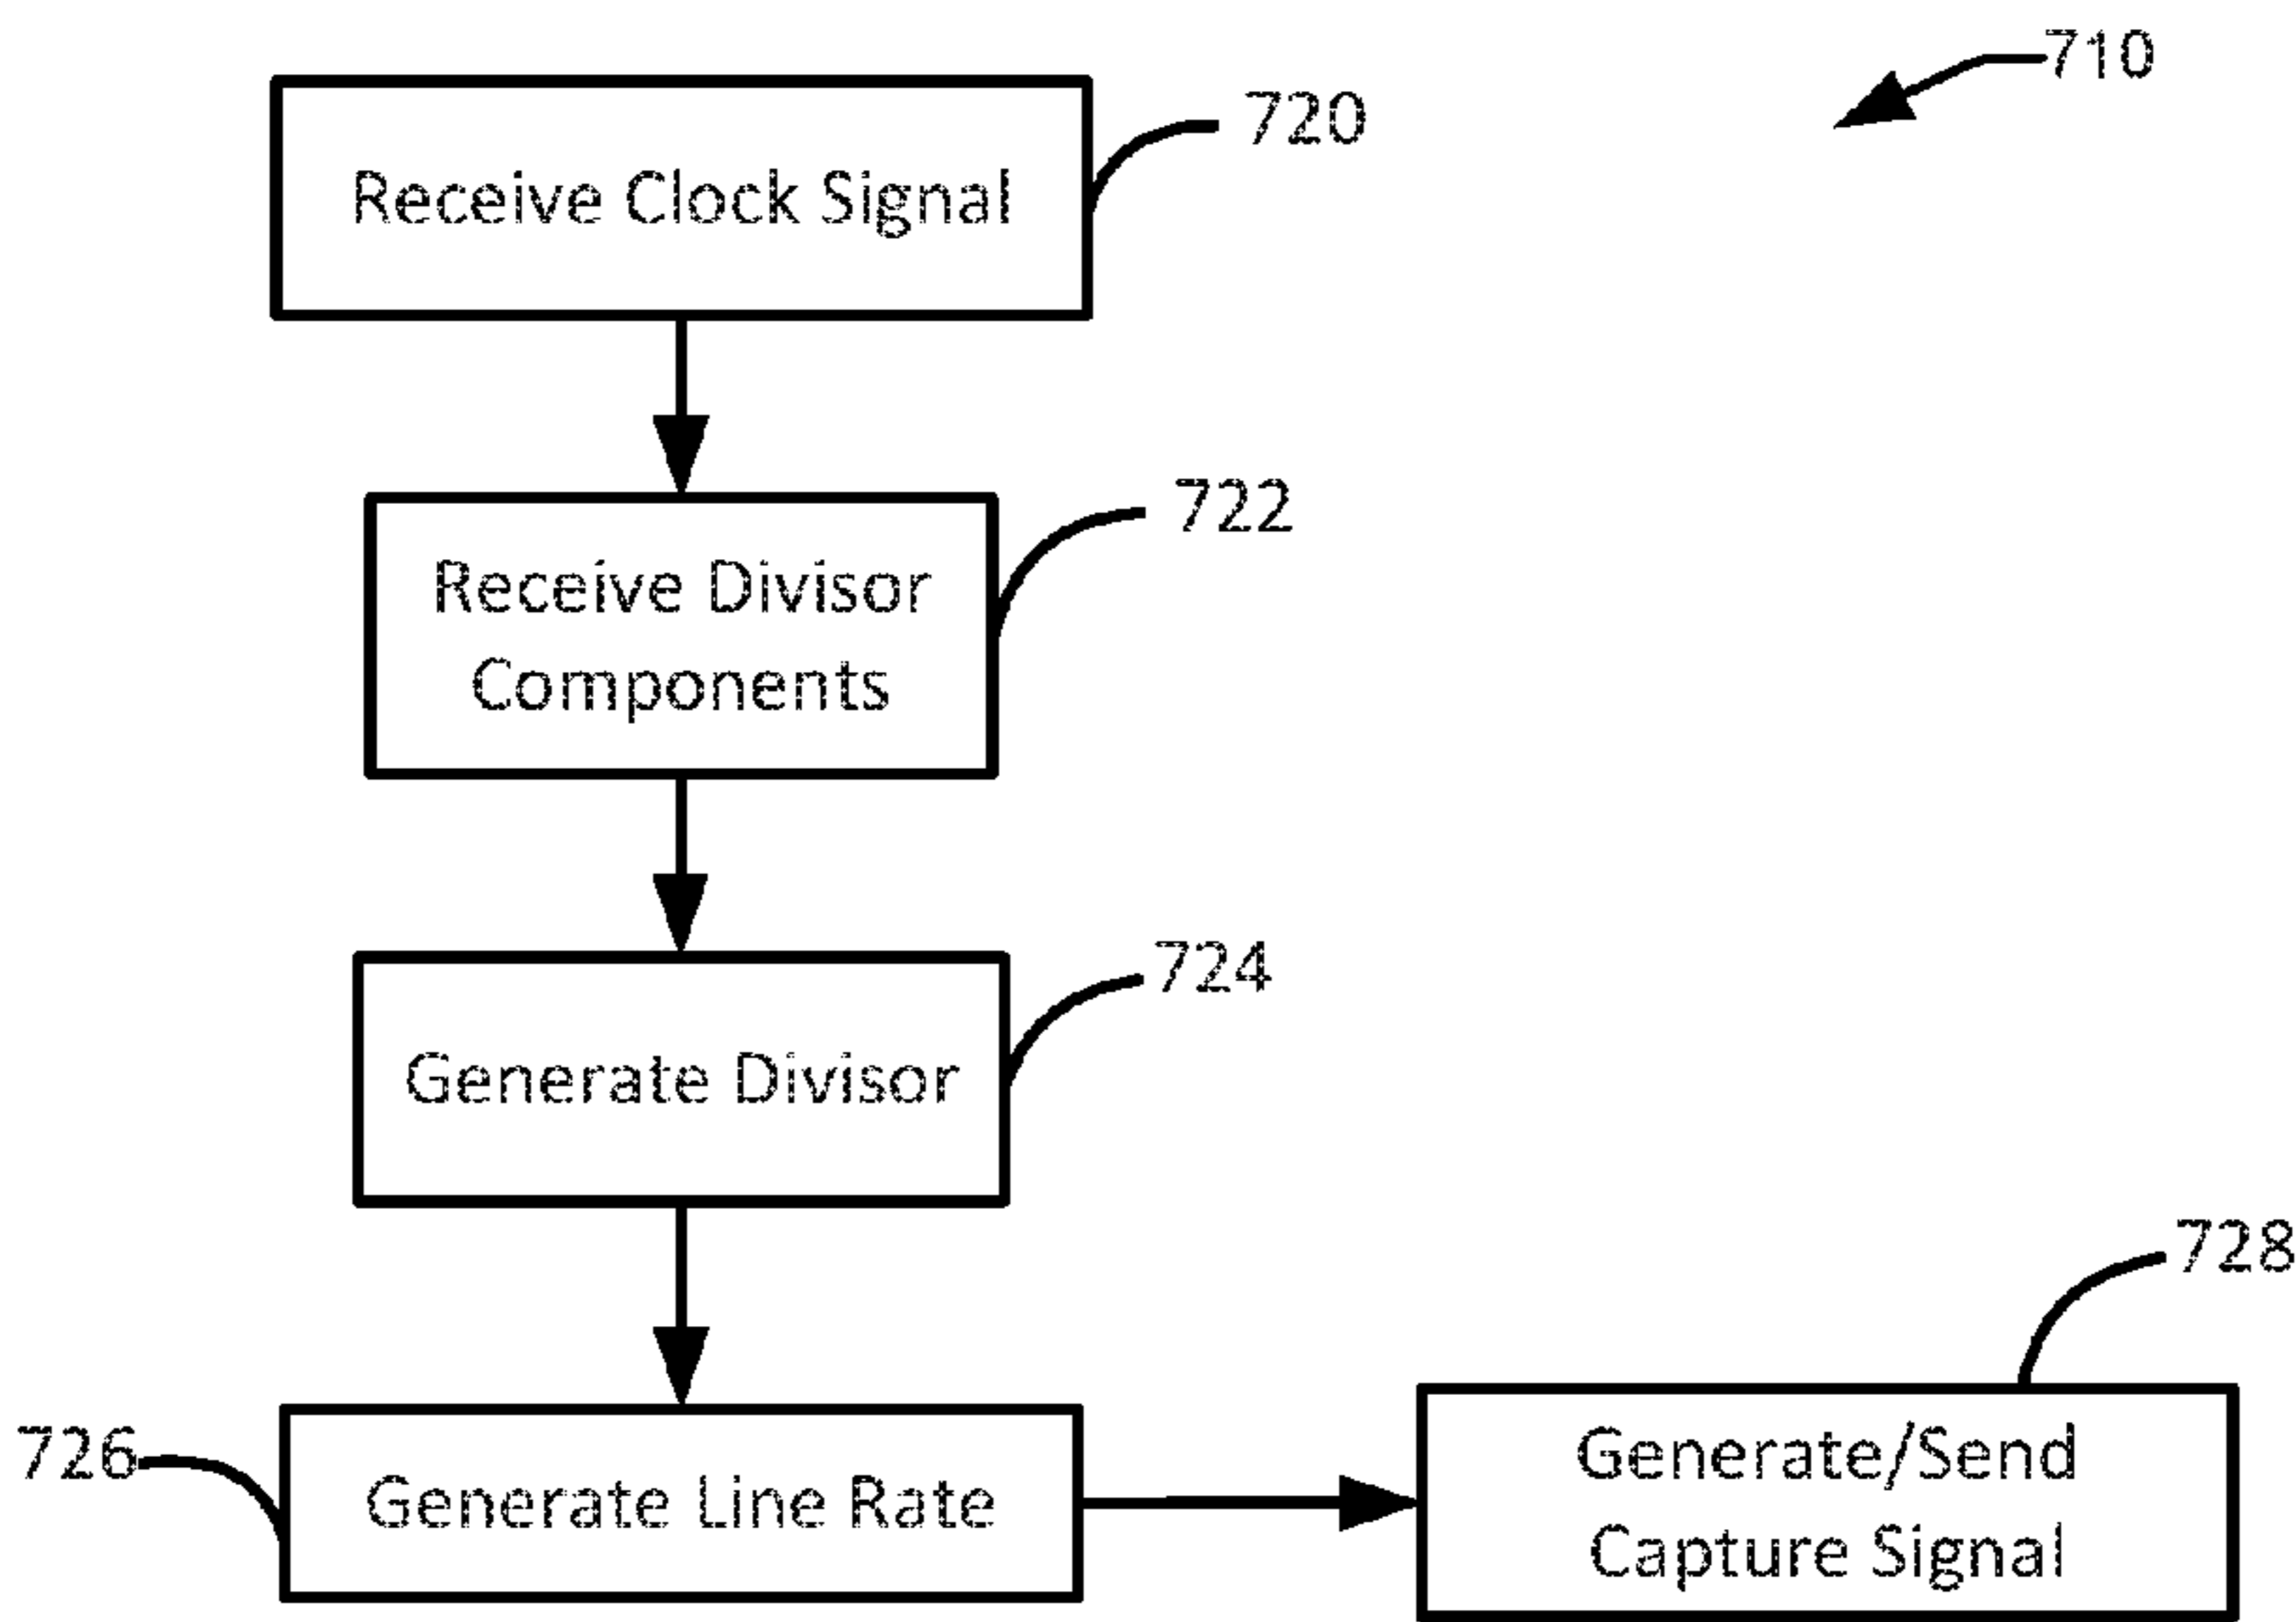 710
720
Receive Clock Signal
722
Receive Divisor
Components
724
Generate Divisor
728
726
Generate Line Rate
Generate/Send
Capture Signal